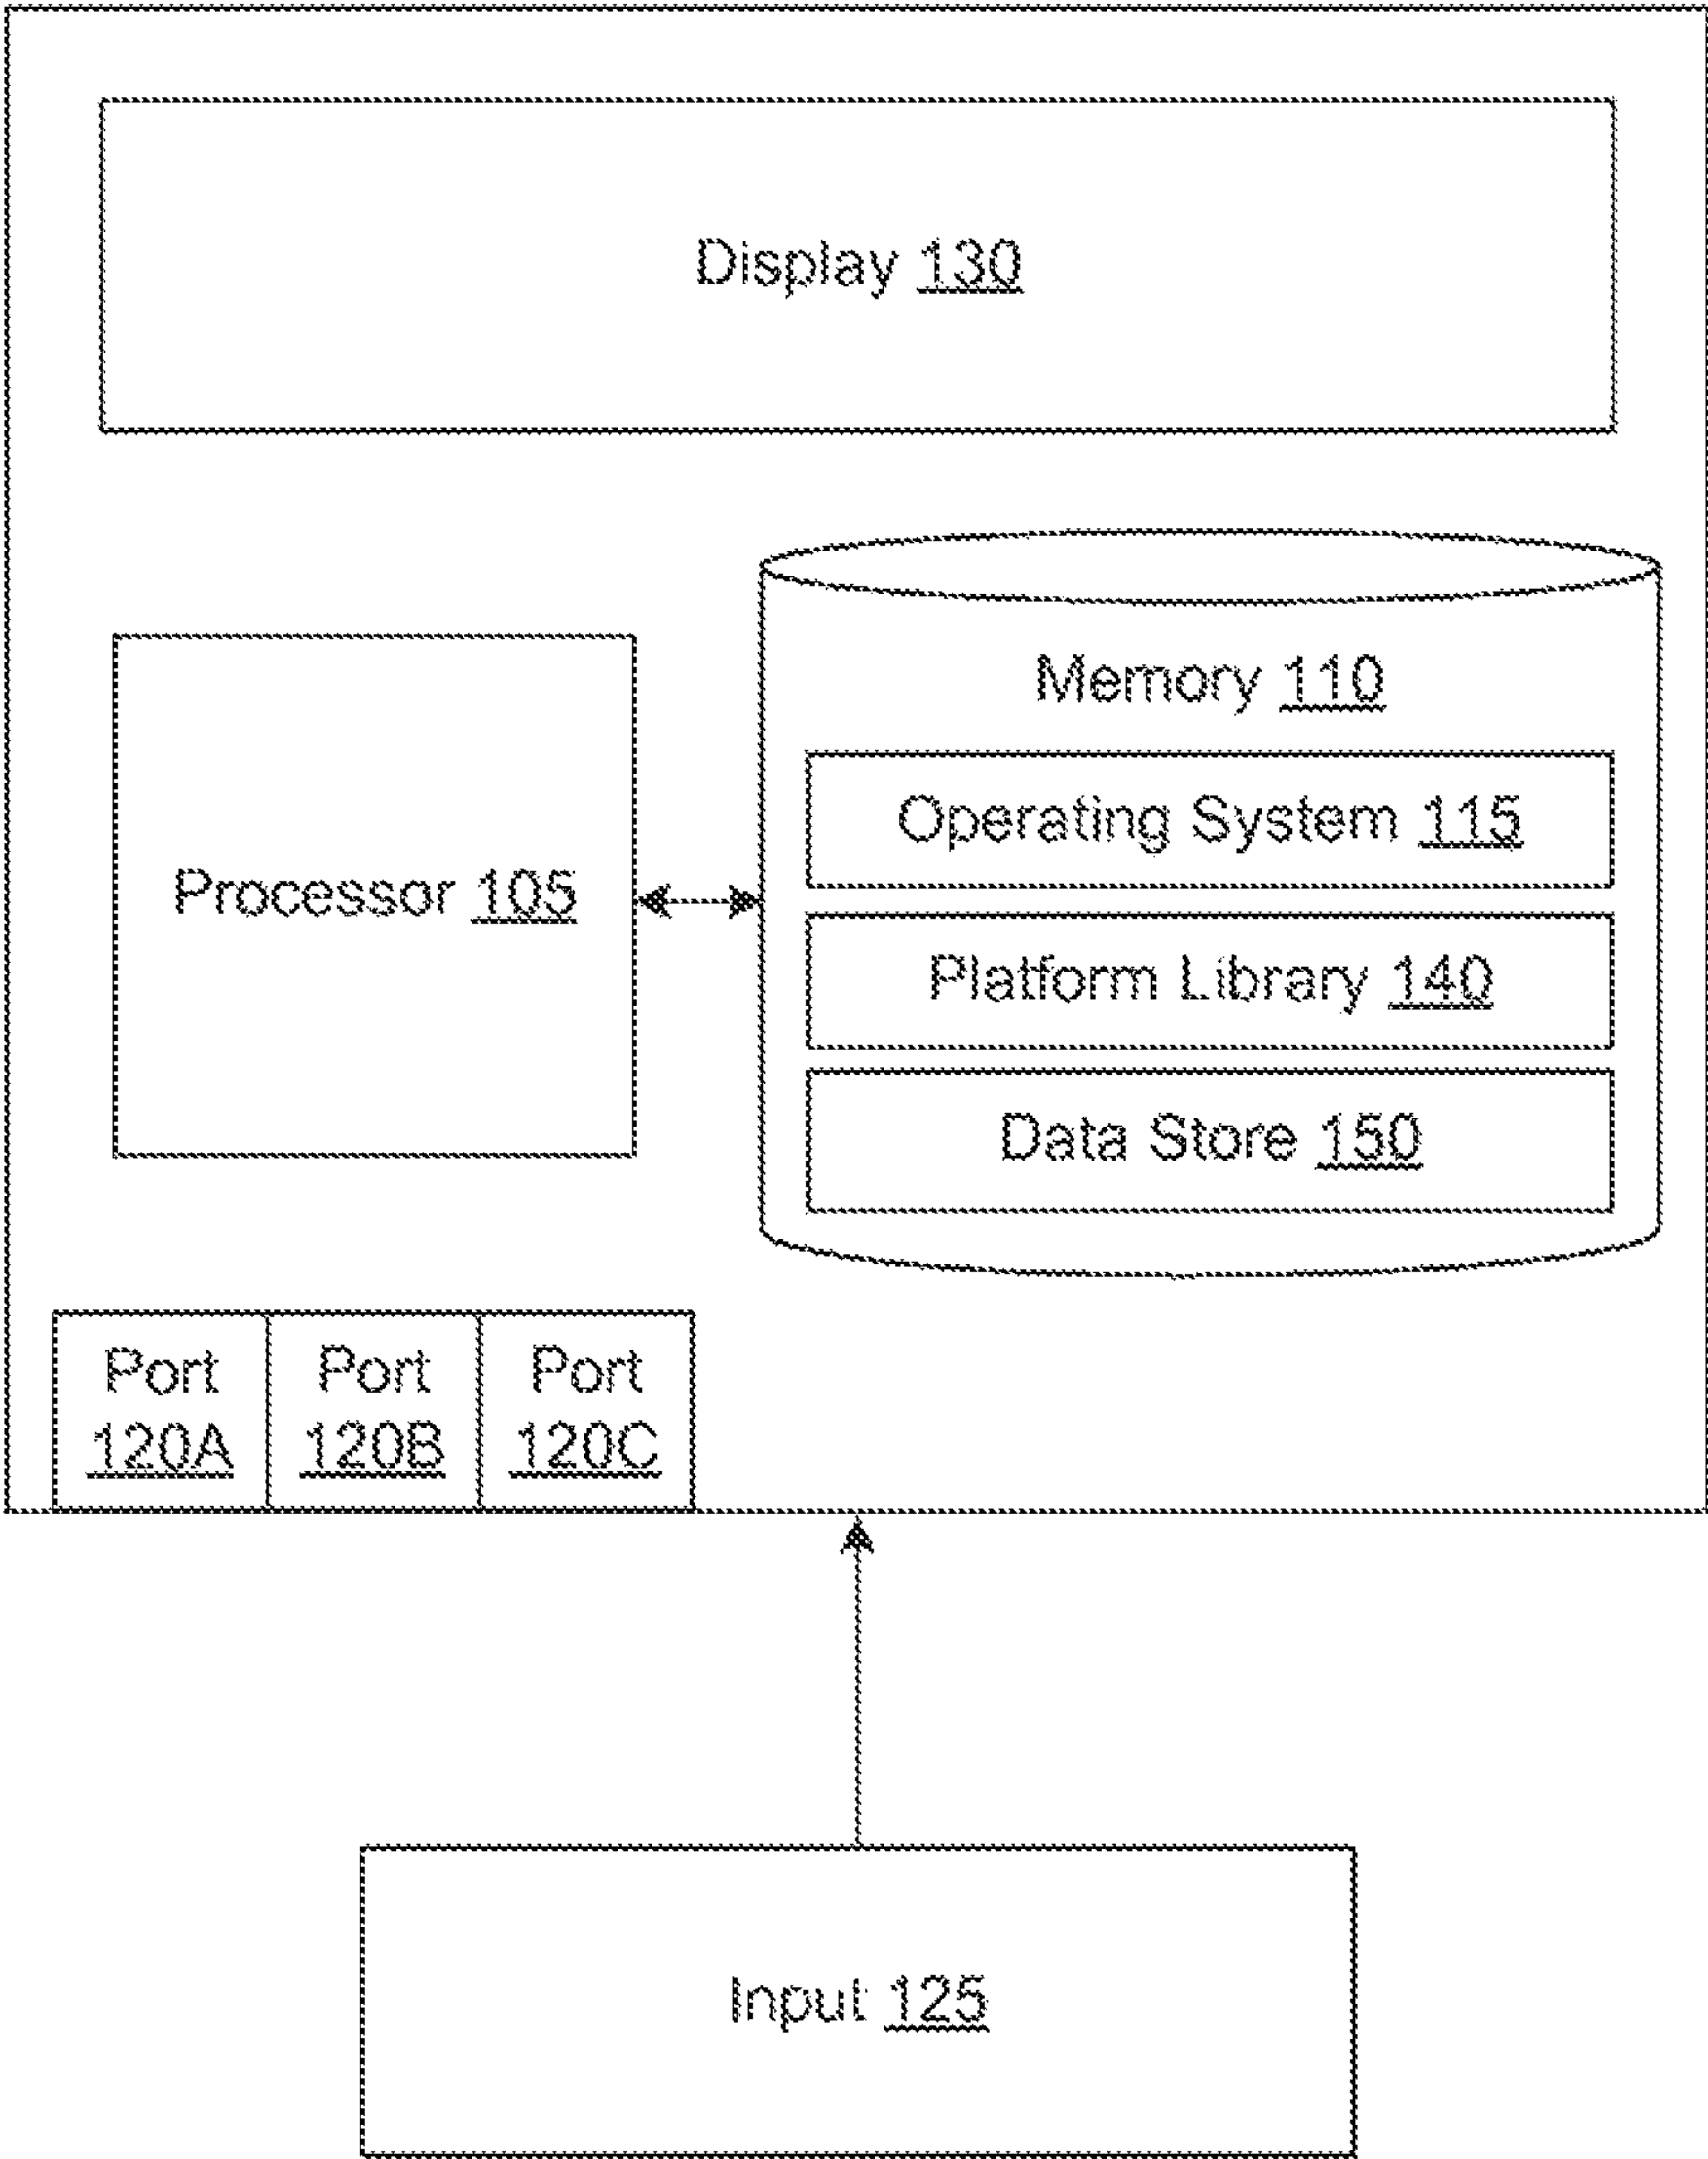 Display 130
Memory 110
Operating System 115
Processor 105
Platform Library 140
Data Store 150
Port
120A
Port
120B
Port
120C
Input 125